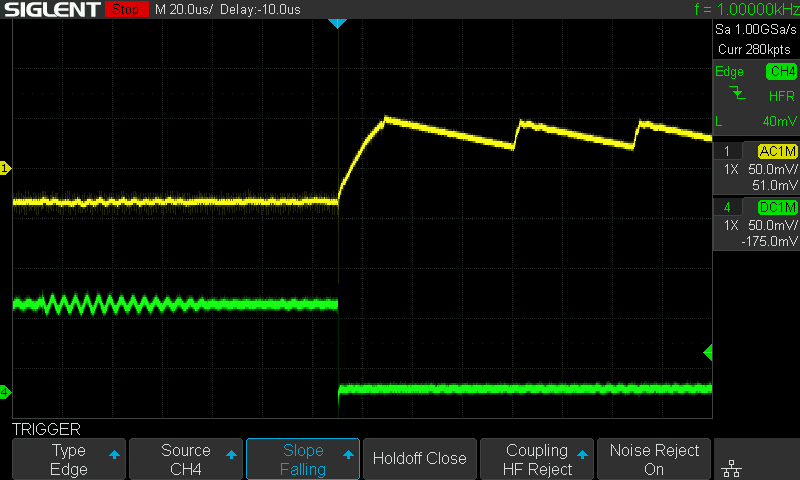 SIGLENT Stop M 20.0us/ Delay:-10.0us f = 1.00000kHz
Sa 1.00GSa/s
Curr 280kpts
Edge CH4
HFR
L 40mV
1 AC1M
1X 50.0mV/
51.0mV
4 DC1M
1X 50.0mV/
-175.0mV
1
4
TRIGGER
Type
Edge
Source
CH4
Slope
Falling
Holdoff Close
Coupling
HF Reject
Noise Reject
On